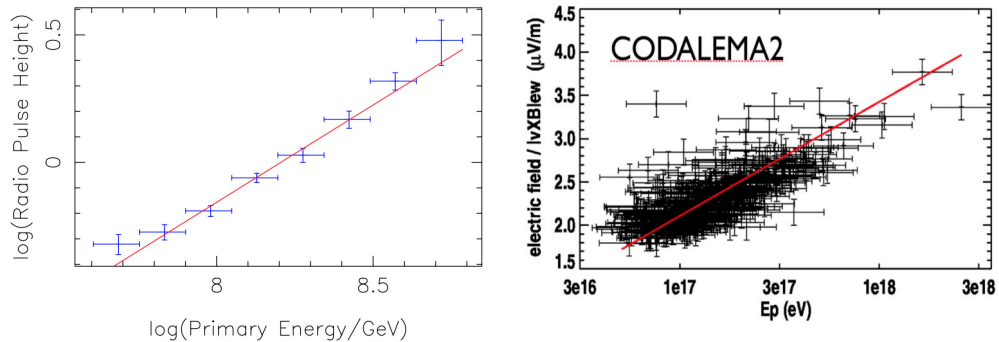 log(Radio Pulse Height)
0.5
0
8
8.5
log(Primary Energy/GeV)
CODALEMA2
electric field / lvXBlew (µV/m)
4.5
4.0
3.5
3.0
2.5
2.0
1.5
3e16
1e17
3e17
1e18
3e18
Ep (eV)